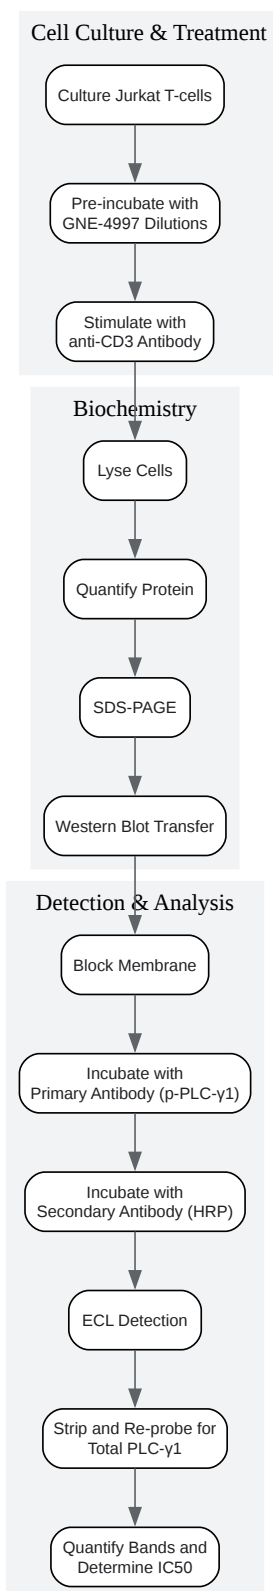 Cell Culture & Treatment
Culture Jurkat T-cells
Pre-incubate with
GNE-4997 Dilutions
Stimulate with
anti-CD3 Antibody
Biochemistry
Lyse Cells
Quantify Protein
SDS-PAGE
Western Blot Transfer
Detection & Analysis
Block Membrane
Incubate with
Primary Antibody (p-PLC-γ1)
Incubate with
Secondary Antibody (HRP)
ECL Detection
Strip and Re-probe for
Total PLC-γ1
Quantify Bands and
Determine IC50